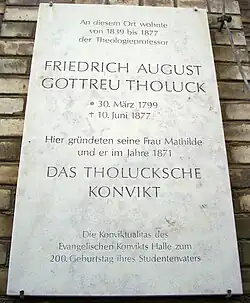 An diesem Ort wohnte
von 1839 bis 1877
der Theologieprofessor
FRIEDRICH AUGUST
GOTTREU THOLUCK
* 30. März 1799
+ 10. Juni 1877
Hier gründeten seine Frau Mathilde
und er im Jahre 1871
DAS THOLUCKSCHE
KONVIKT
Die Konviktualitas des
Evangelischen Konvikts Halle zum
200. Geburtstag ihres Studentenvaters